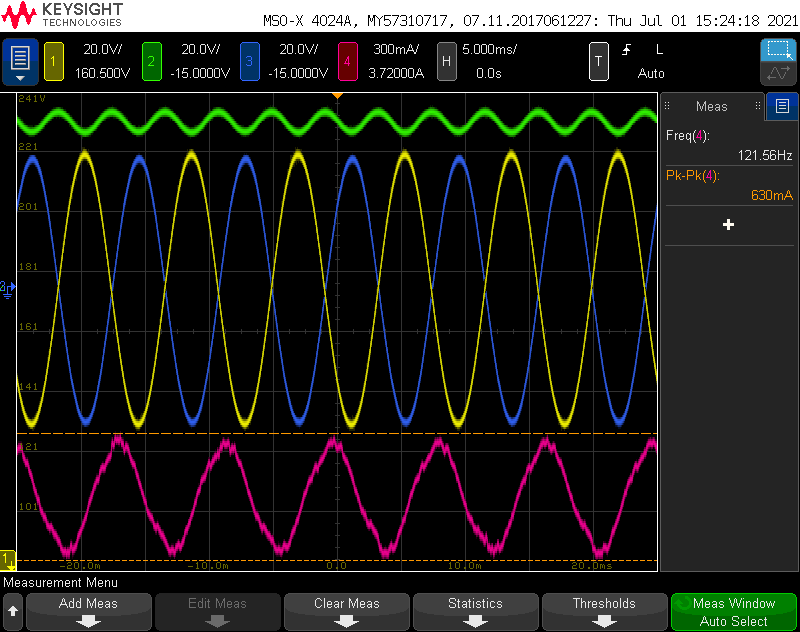 KEYSIGHT
TECHNOLOGIES
MSO-X 4024A, MY57310717, 07.11.2017061227: Thu Jul 01 15:24:18 2021
1 20.0V/ 2 20.0V/ 3 20.0V/ 4 300mA/ H 5.000ms/ T L
160.500V -15.0000V -15.0000V 3.72000A 0.0s Auto
241V
221
201
181
161
141
121
101
2
1
-20.0m -10.0m 0.0 10.0m 20.0ms
Meas
Freq(4):
121.56Hz
Pk-Pk(4):
630mA
+
Measurement Menu
Add Meas Edit Meas Clear Meas Statistics Thresholds Meas Window
Auto Select